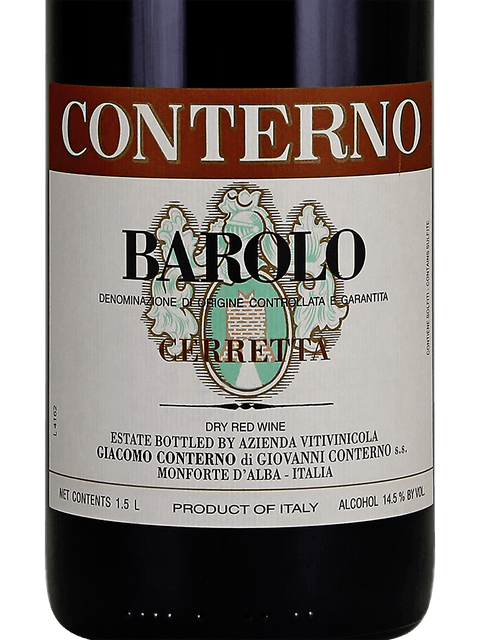 CONTERNO
BAROLO
DENOMINAZIONE DI ORIGINE CONTROLLATA E GARANTITA
CERRETTA
DRY RED WINE
ESTATE BOTTLED BY AZIENDA VITIVINICOLA
GIACOMO CONTERNO di GIOVANNI CONTERNO s.s.
MONFORTE D'ALBA - ITALIA
NET CONTENTS 1.5 L
PRODUCT OF ITALY
ALCOHOL 14.5 % BY VOL.
L 4162
CONTIENE SOLFITI - CONTAINS SULFITE